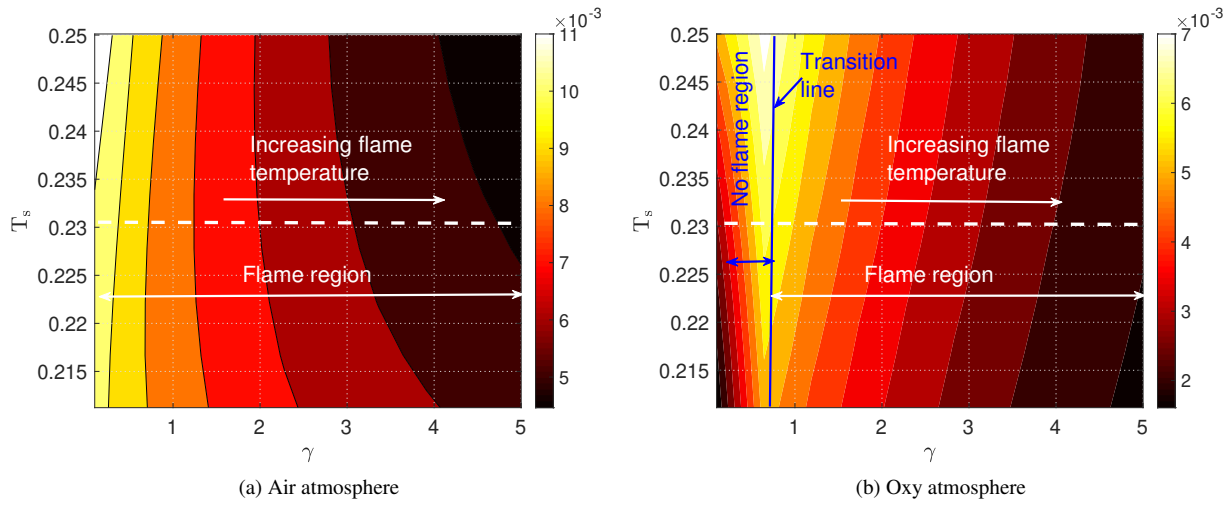 ×10⁻³
0.25
0.245
0.24
0.235
0.23
0.225
0.22
0.215
Tₛ
Increasing flame
temperature
Flame region
1
2
3
4
5
γ
11
10
9
8
7
6
5
(a) Air atmosphere
×10⁻³
0.25
0.245
0.24
0.235
0.23
0.225
0.22
0.215
Tₛ
No flame region
Transition
line
Increasing flame
temperature
Flame region
1
2
3
4
5
γ
7
6
5
4
3
2
(b) Oxy atmosphere